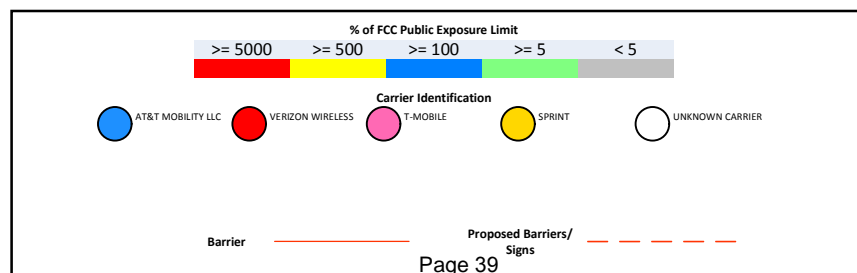 % of FCC Public Exposure Limit
>= 5000 >= 500 >= 100 >= 5 < 5
Carrier Identification
AT&T MOBILITY LLC VERIZON WIRELESS T-MOBILE SPRINT UNKNOWN CARRIER
Barrier Proposed Barriers/
Signs
Page 39